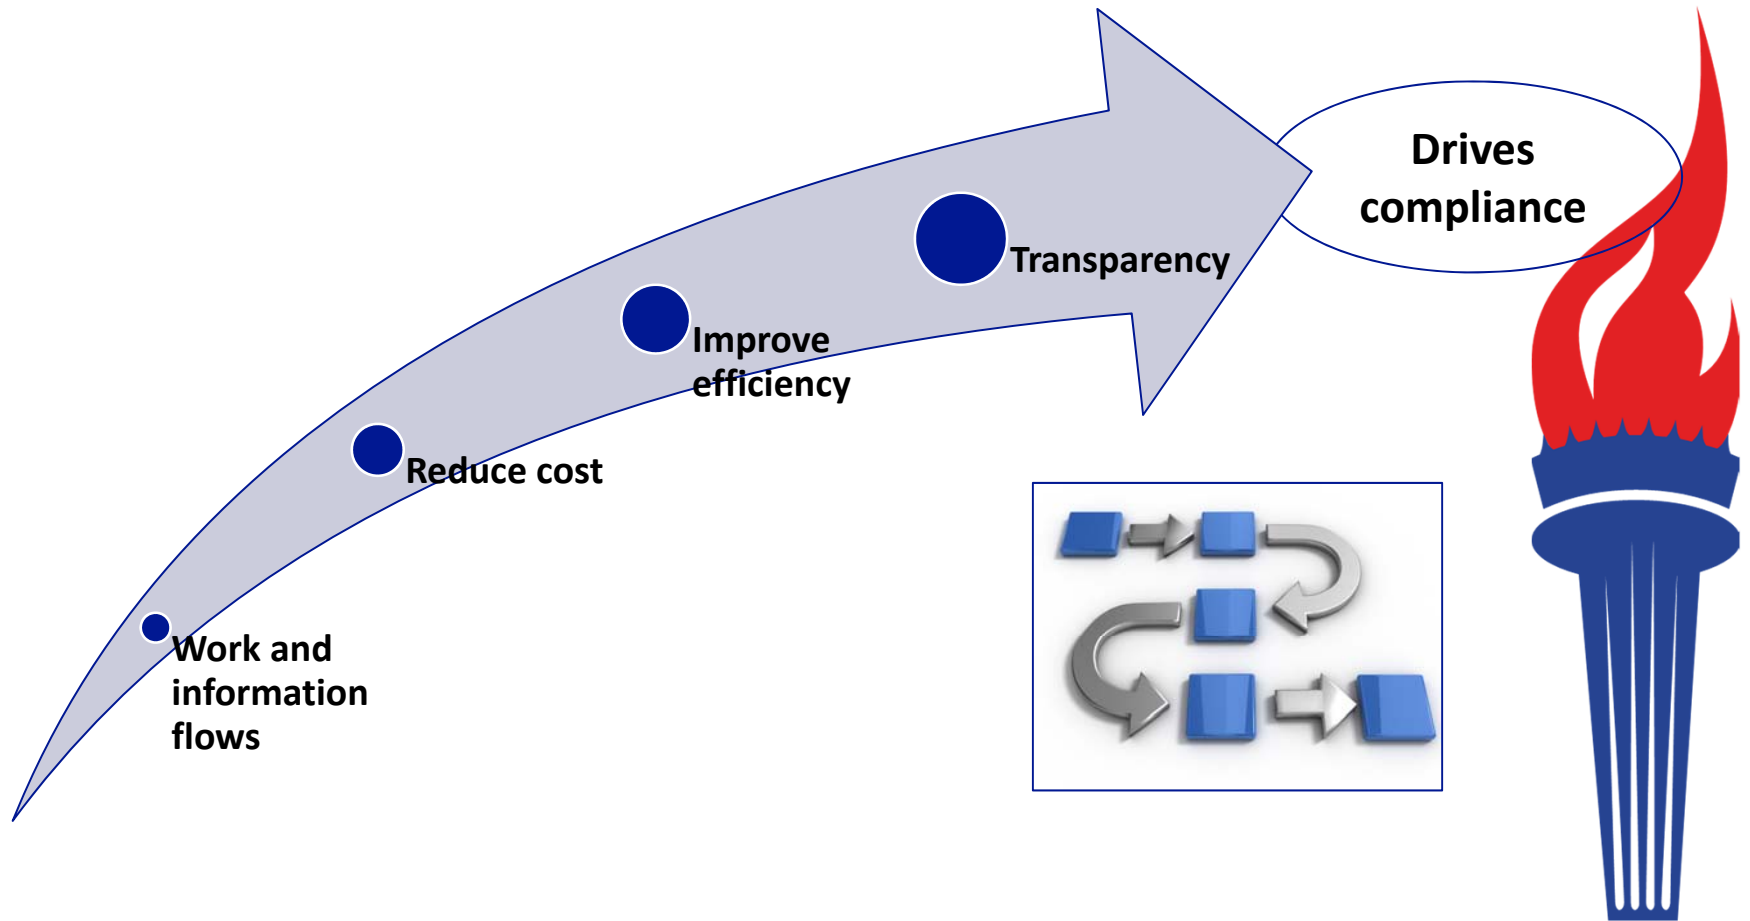 Drives
compliance
Transparency
Improve
efficiency
Reduce cost
Work and
information
flows